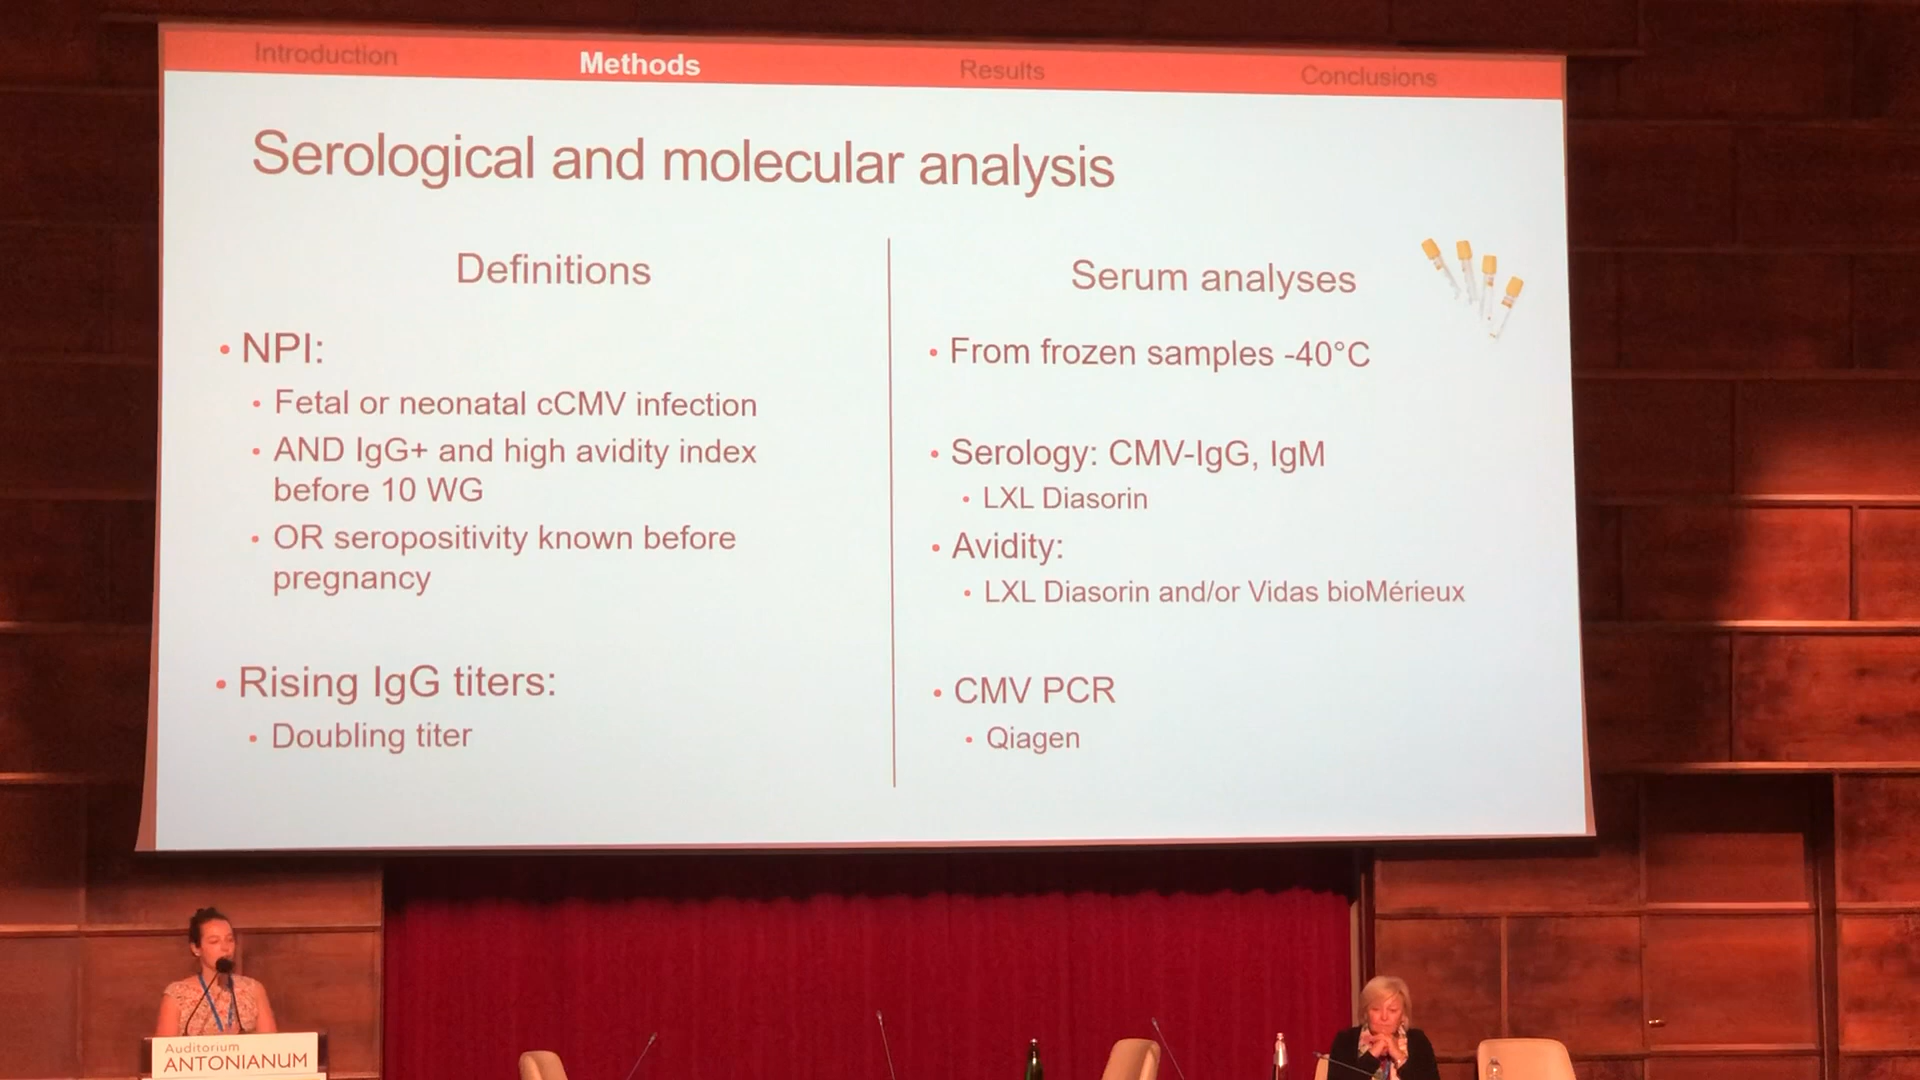 Introduction
Methods
Results
Conclusions
Serological and molecular analysis
Definitions
• NPI:
• Fetal or neonatal cCMV infection
• AND IgG+ and high avidity index
before 10 WG
• OR seropositivity known before
pregnancy
• Rising IgG titers:
• Doubling titer
Serum analyses
• From frozen samples -40°C
• Serology: CMV-IgG, IgM
• LXL Diasorin
• Avidity:
• LXL Diasorin and/or Vidas bioMérieux
• CMV PCR
• Qiagen
Auditorium
ANTONIANUM